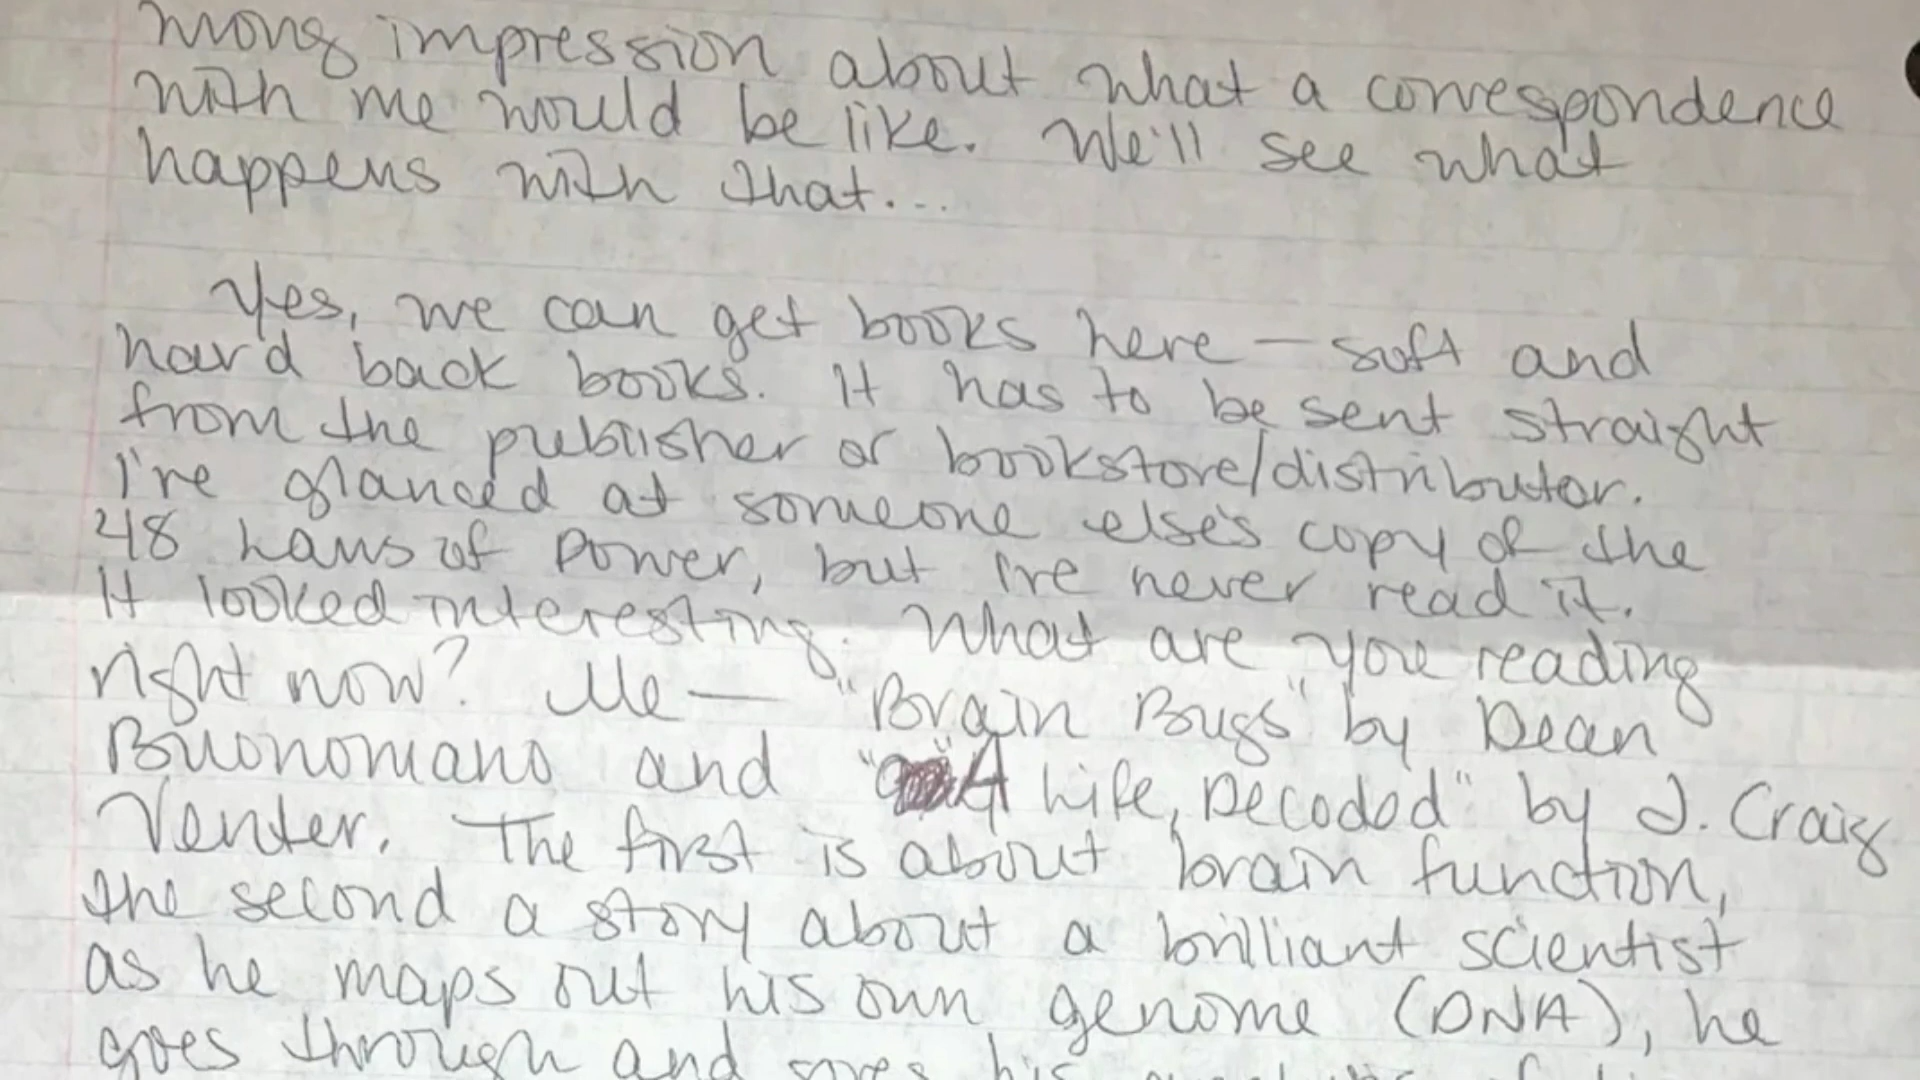 wrong impression about what a correspondence
with me would be like. We'll see what
happens with that...
Yes, we can get books here — soft and
hard back books. It has to be sent straight
from the publisher or bookstore/distributor.
I've glanced at someone else's copy of the
48 Laws of Power, but I've never read it.
It looked interesting. What are you reading
right now? Me — "Brain Bugs" by Dean
Buonomano and "A Life, Decoded" by J. Craig
Venter. The first is about brain function,
the second a story about a brilliant scientist
as he maps out his own genome (DNA), he
goes through and gives his